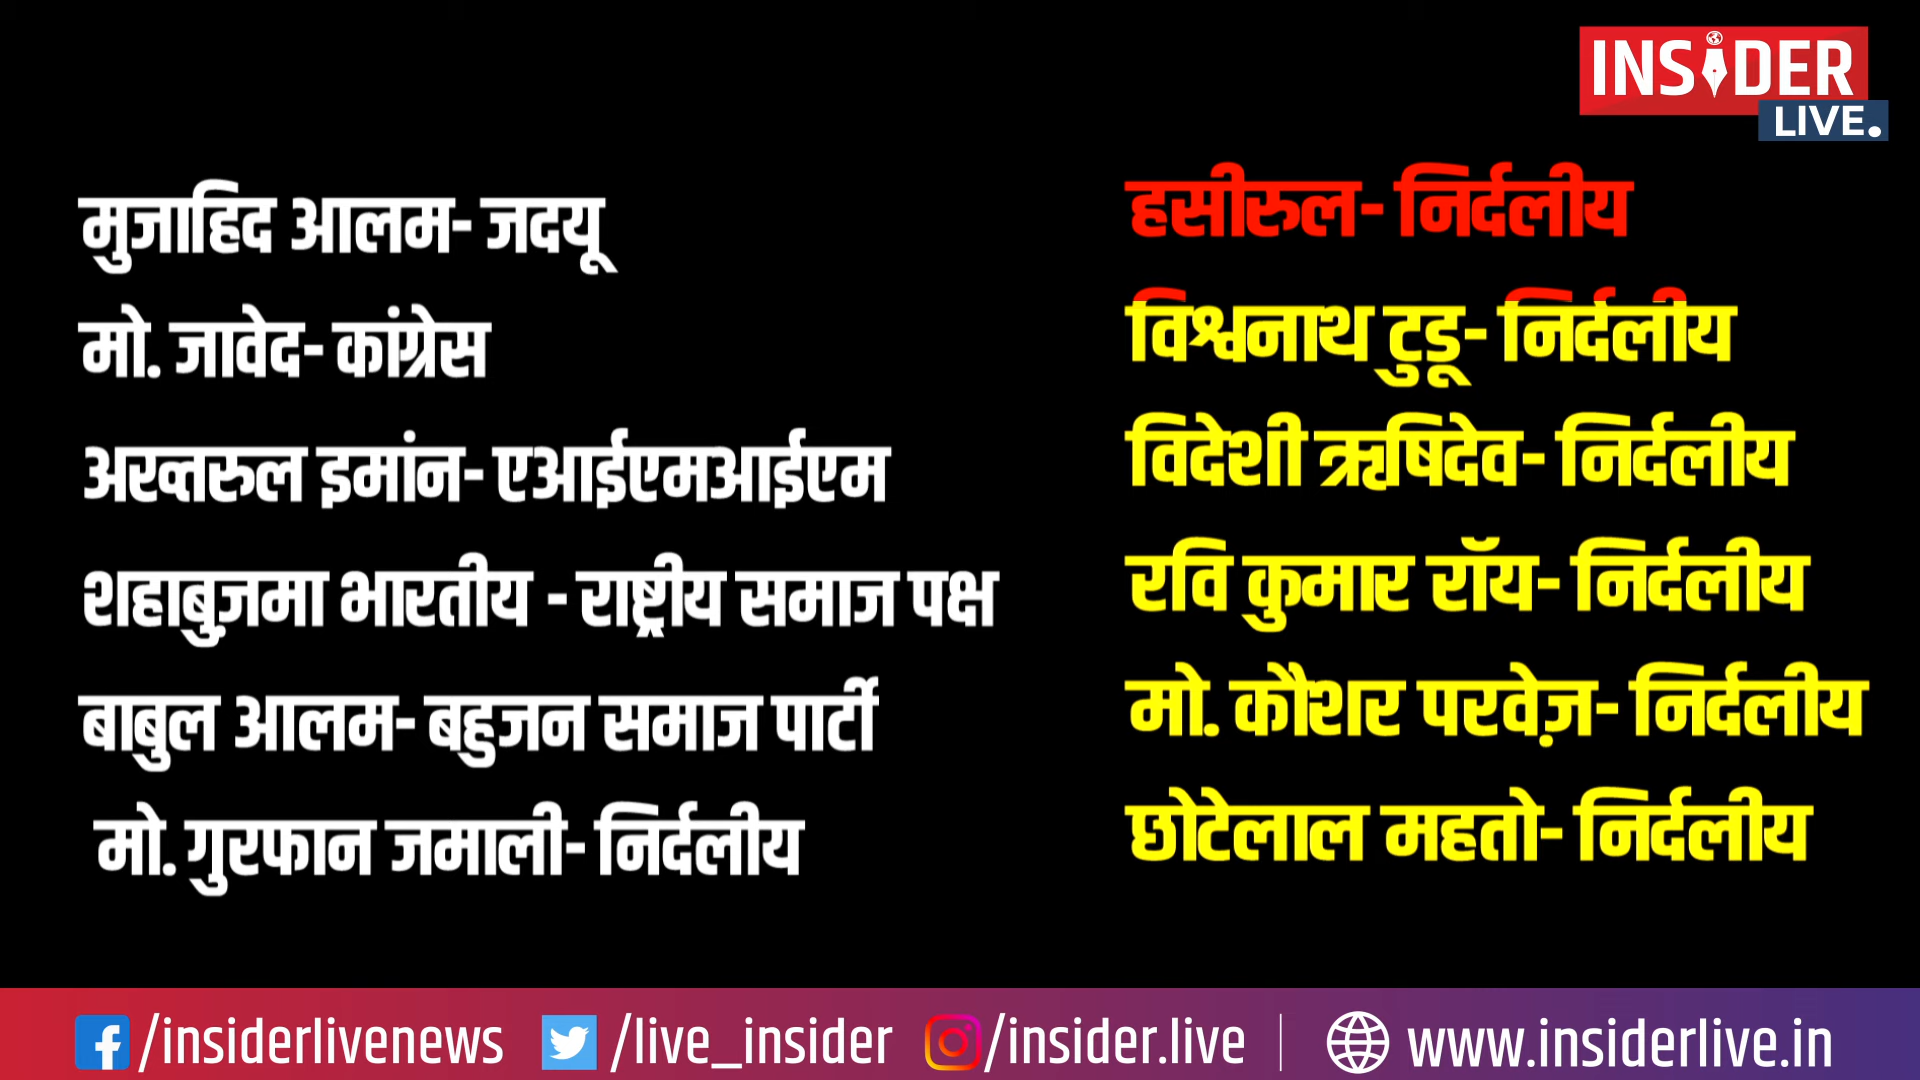 INSiDER
LIVE.
मुजाहिद आलम- जदयू
मो. जावेद- कांग्रेस
अख्तरुल इमांन- एआईएमआईएम
शहाबुज़मा भारतीय - राष्ट्रीय समाज पक्ष
बाबुल आलम- बहुजन समाज पार्टी
मो. गुरफान जमाली- निर्दलीय
हसीरुल- निर्दलीय
विश्वनाथ टुडू- निर्दलीय
विदेशी ऋषिदेव- निर्दलीय
रवि कुमार रॉय- निर्दलीय
मो. कौशर परवेज़- निर्दलीय
छोटेलाल महतो- निर्दलीय
/insiderlivenews /live_insider /insider.live www.insiderlive.in